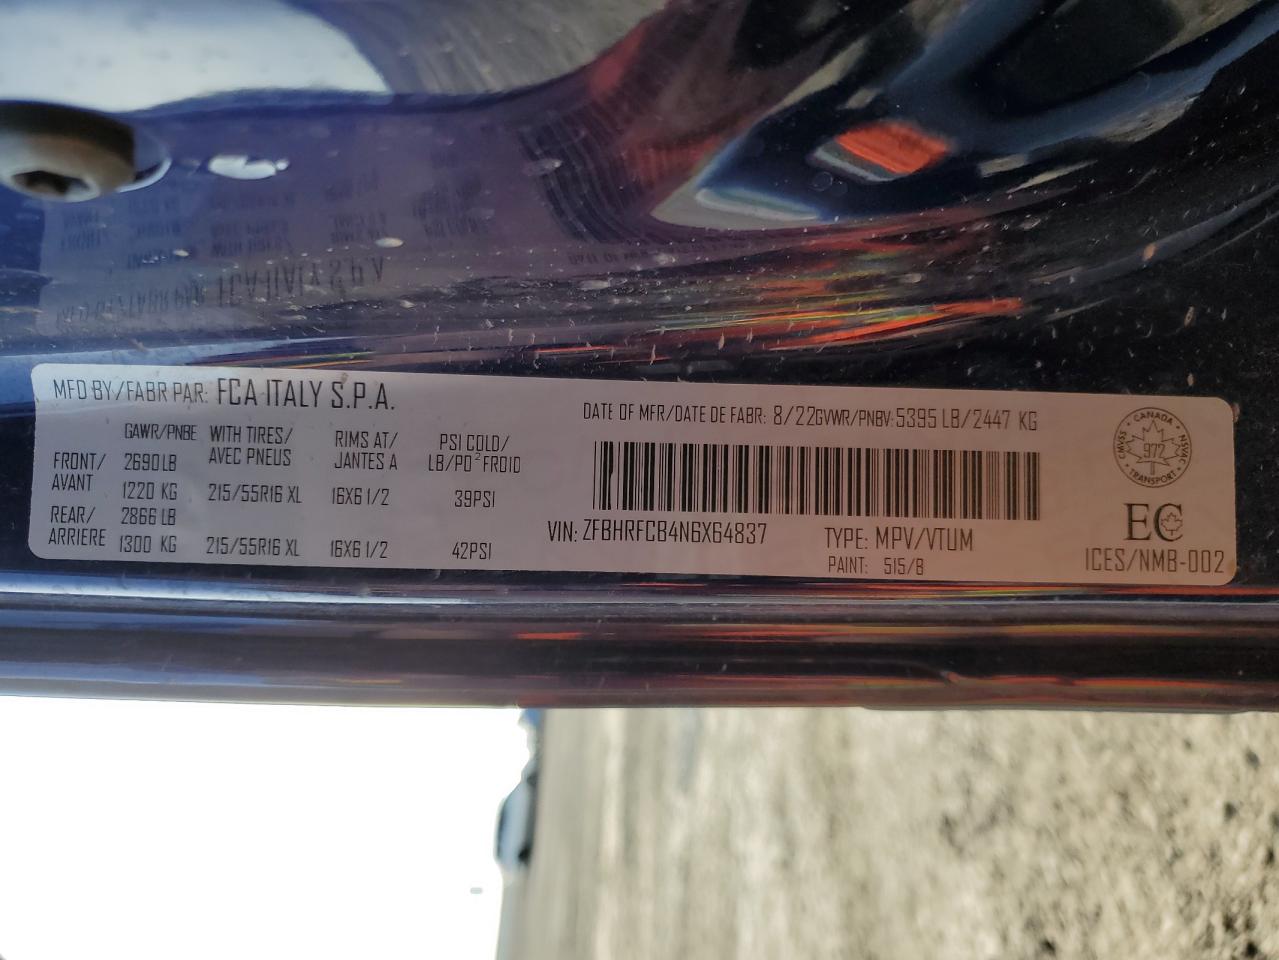 MFD BY/FABR PAR: FCA ITALY S.P.A.
DATE OF MFR/DATE DE FABR: 8/22 GVWR/PNBV: 5395 LB/2447 KG
GAWR/PNBE WITH TIRES/ RIMS AT/ PSI COLD/
AVEC PNEUS JANTES A LB/PO² FROID
FRONT/ 2690 LB
AVANT 1220 KG 215/55R16 XL 16X6 1/2 39PSI
REAR/ 2866 LB
ARRIERE 1300 KG 215/55R16 XL 16X6 1/2 42PSI
VIN: ZFBHRFCB4N6X64837 TYPE: MPV/VTUM
PAINT: 515/8
CANADA
CMVSS 972 NSVAC
TRANSPORT
EC
ICES/NMB-002